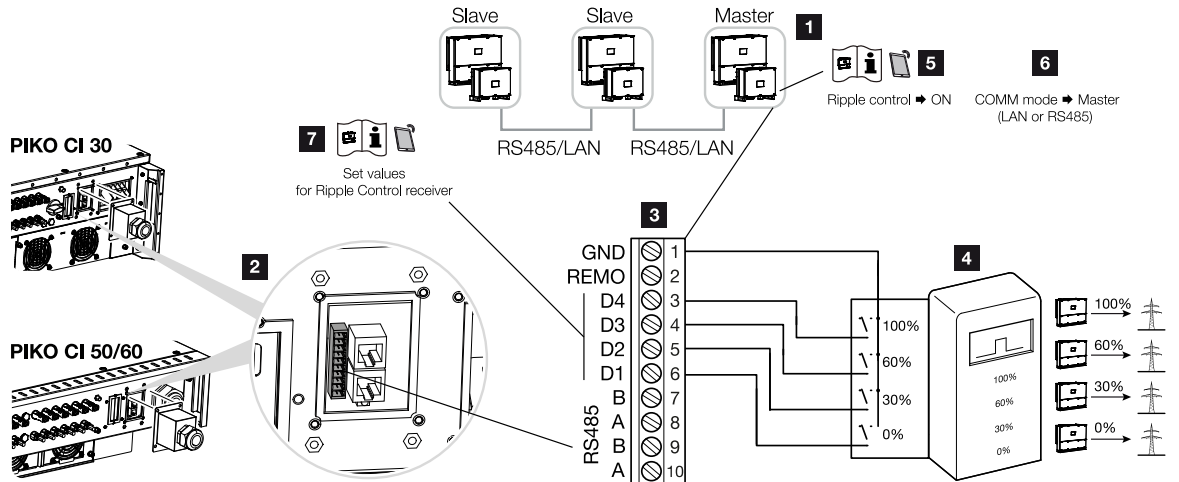 Slave
Slave
Master
1
5
6
Ripple control ➡ ON
COMM mode ➡ Master
(LAN or RS485)
RS485/LAN
RS485/LAN
7
Set values
for Ripple Control receiver
PIKO CI 30
2
PIKO CI 50/60
3
GND 1
REMO 2
D4 3
D3 4
D2 5
D1 6
B 7
A 8
B 9
A 10
RS485
100%
60%
30%
0%
4
100%
60%
30%
0%
100%
60%
30%
0%